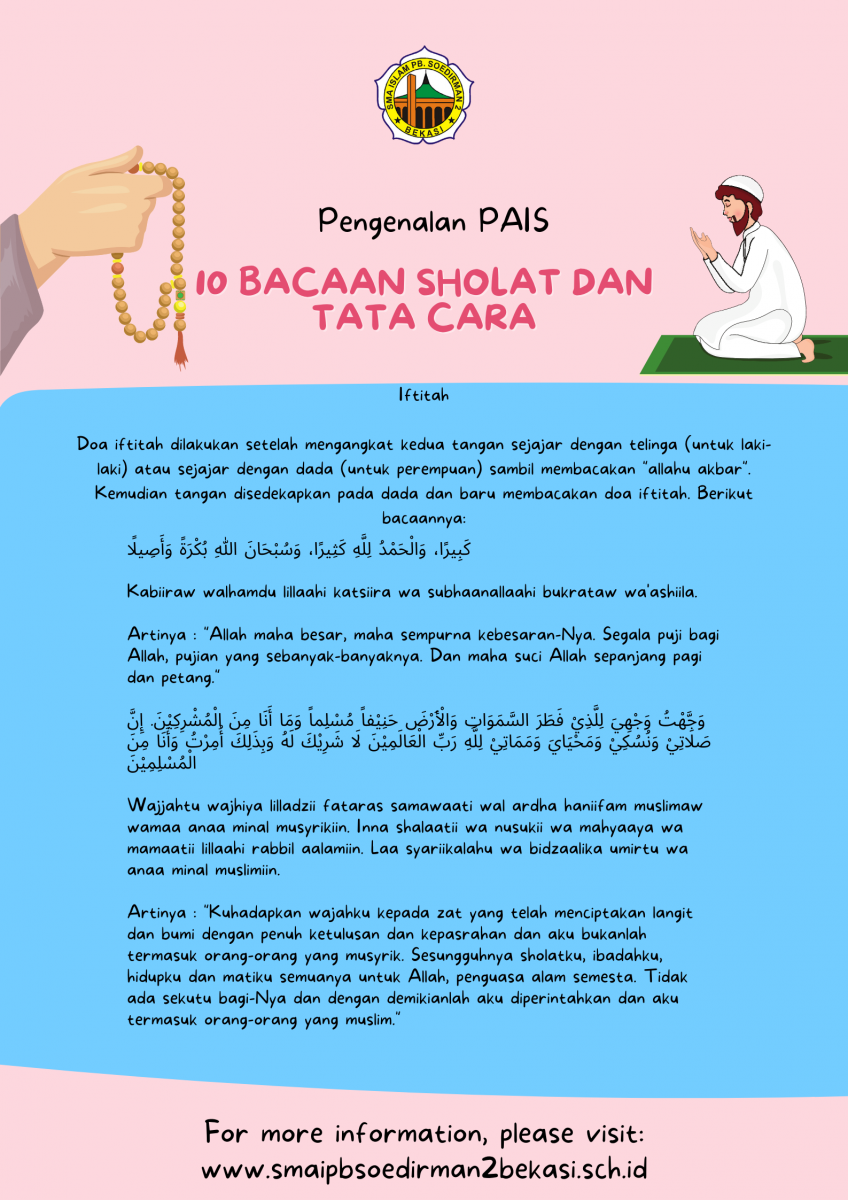 SMA ISLAM PB. SOEDIRMAN 2
BEKASI
Pengenalan PAIS
10 BACAAN SHOLAT DAN
TATA CARA
Iftitah
Doa iftitah dilakukan setelah mengangkat kedua tangan sejajar dengan telinga (untuk laki-
laki) atau sejajar dengan dada (untuk perempuan) sambil membacakan "allahu akbar".
Kemudian tangan disedekapkan pada dada dan baru membacakan doa iftitah. Berikut
bacaannya:
كَبِيرًا، وَالْحَمْدُ لِلَّهِ كَثِيرًا، وَسُبْحَانَ اللهِ بُكْرَةً وَأَصِيلًا
Kabiiraw walhamdu lillaahi katsiira wa subhaanallaahi bukrataw wa'ashiila.
Artinya : "Allah maha besar, maha sempurna kebesaran-Nya. Segala puji bagi
Allah, pujian yang sebanyak-banyaknya. Dan maha suci Allah sepanjang pagi
dan petang."
وَجَّهْتُ وَجْهِيَ لِلَّذِيْ فَطَرَ السَّمَوَاتِ وَالْأَرْضَ حَنِيْفاً مُسْلِماً وَمَا أَنَا مِنَ الْمُشْرِكِيْنَ. إِنَّ
صَلَاتِيْ وَنُسُكِيْ وَمَحْيَايَ وَمَمَاتِيْ لِلَّهِ رَبِّ الْعَالَمِيْنَ لَا شَرِيْكَ لَهُ وَبِذَلِكَ أُمِرْتُ وَأَنَا مِنَ
الْمُسْلِمِيْنَ
Wajjahtu wajhiya lilladzii fataras samawaati wal ardha haniifam muslimaw
wamaa anaa minal musyrikiin. Inna shalaatii wa nusukii wa mahyaaya wa
mamaatii lillaahi rabbil aalamiin. Laa syariikalahu wa bidzaalika umirtu wa
anaa minal muslimiin.
Artinya : "Kuhadapkan wajahku kepada zat yang telah menciptakan langit
dan bumi dengan penuh ketulusan dan kepasrahan dan aku bukanlah
termasuk orang-orang yang musyrik. Sesungguhnya sholatku, ibadahku,
hidupku dan matiku semuanya untuk Allah, penguasa alam semesta. Tidak
ada sekutu bagi-Nya dan dengan demikianlah aku diperintahkan dan aku
termasuk orang-orang yang muslim."
For more information, please visit:
www.smaipbsoedirman2bekasi.sch.id